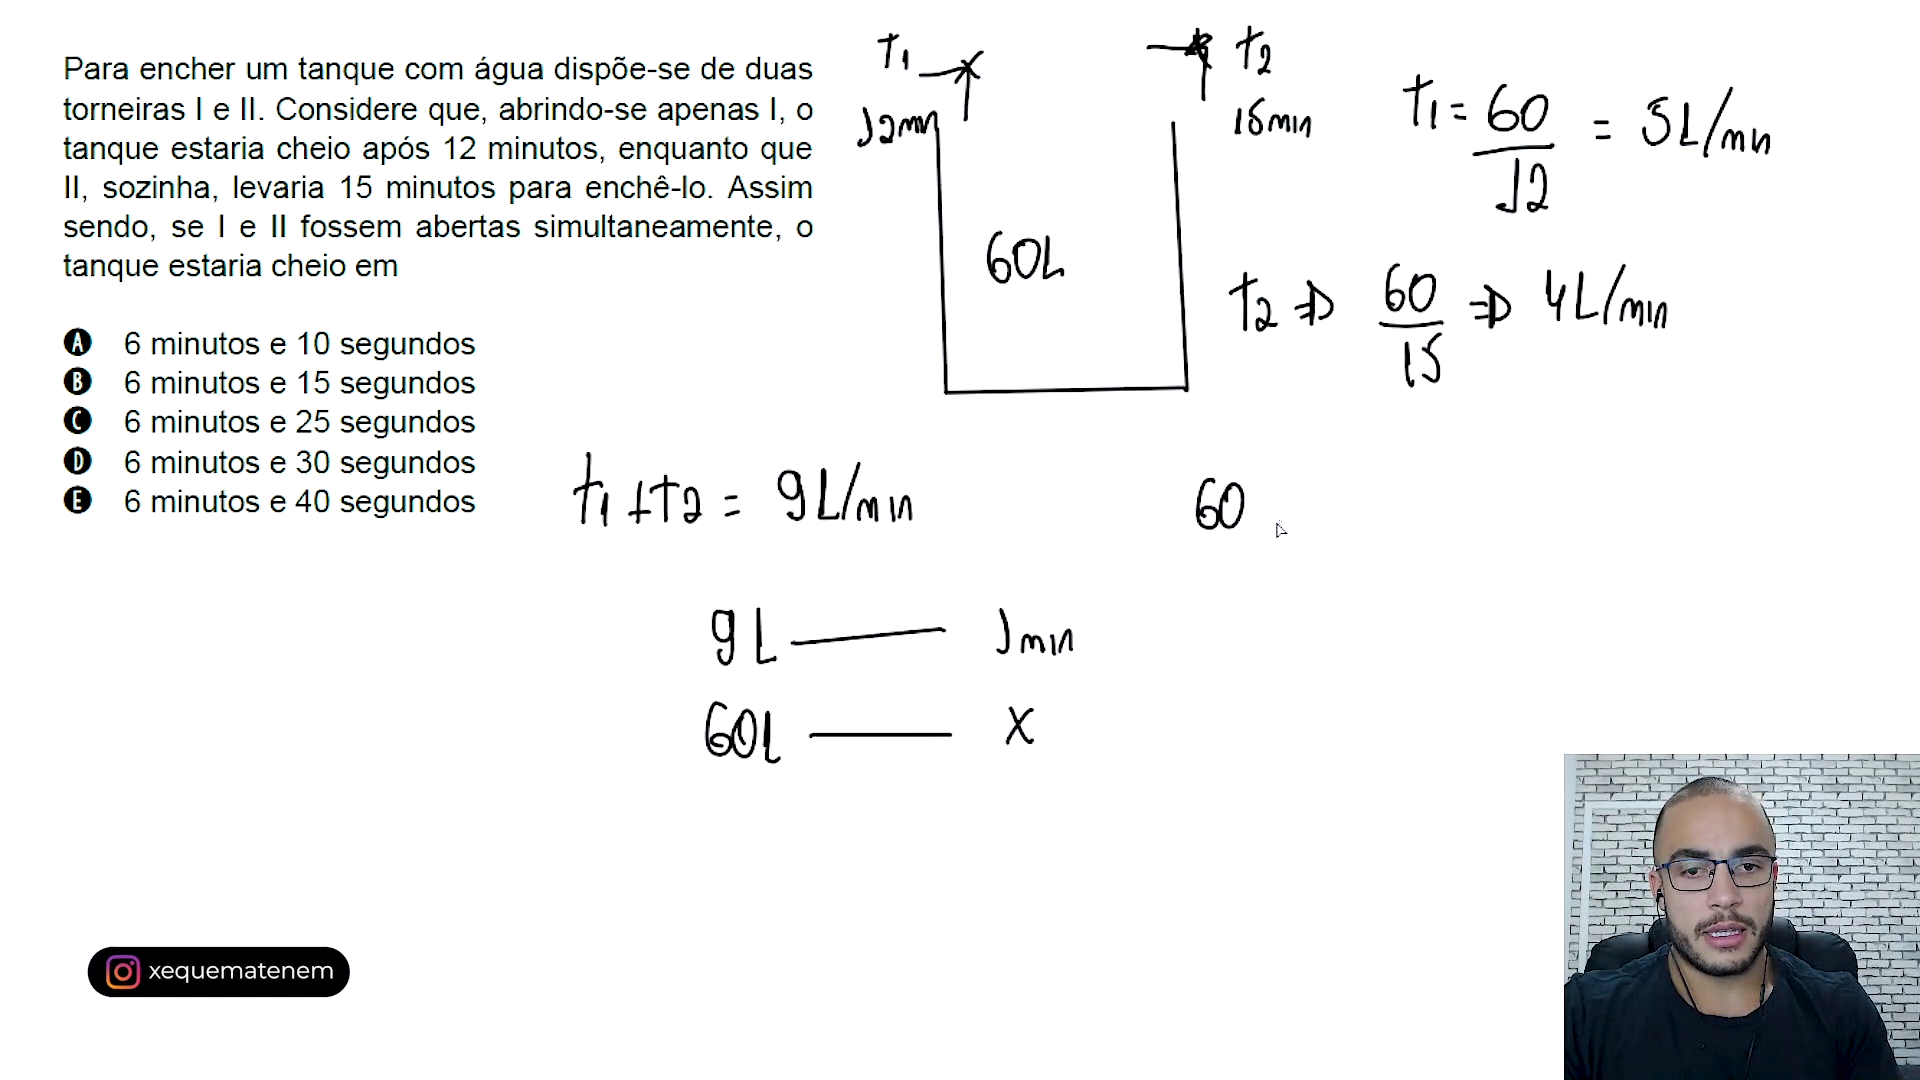 Para encher um tanque com água dispõe-se de duas
torneiras I e II. Considere que, abrindo-se apenas I, o
tanque estaria cheio após 12 minutos, enquanto que
II, sozinha, levaria 15 minutos para enchê-lo. Assim
sendo, se I e II fossem abertas simultaneamente, o
tanque estaria cheio em
A 6 minutos e 10 segundos
B 6 minutos e 15 segundos
C 6 minutos e 25 segundos
D 6 minutos e 30 segundos
E 6 minutos e 40 segundos
T1
12min
T2
15min
60L
T1 = 60/12 = 5L/min
T2 ⇒ 60/15 ⇒ 4L/min
T1 + T2 = 9L/min
60
9L — 1min
60L — X
xequematenem